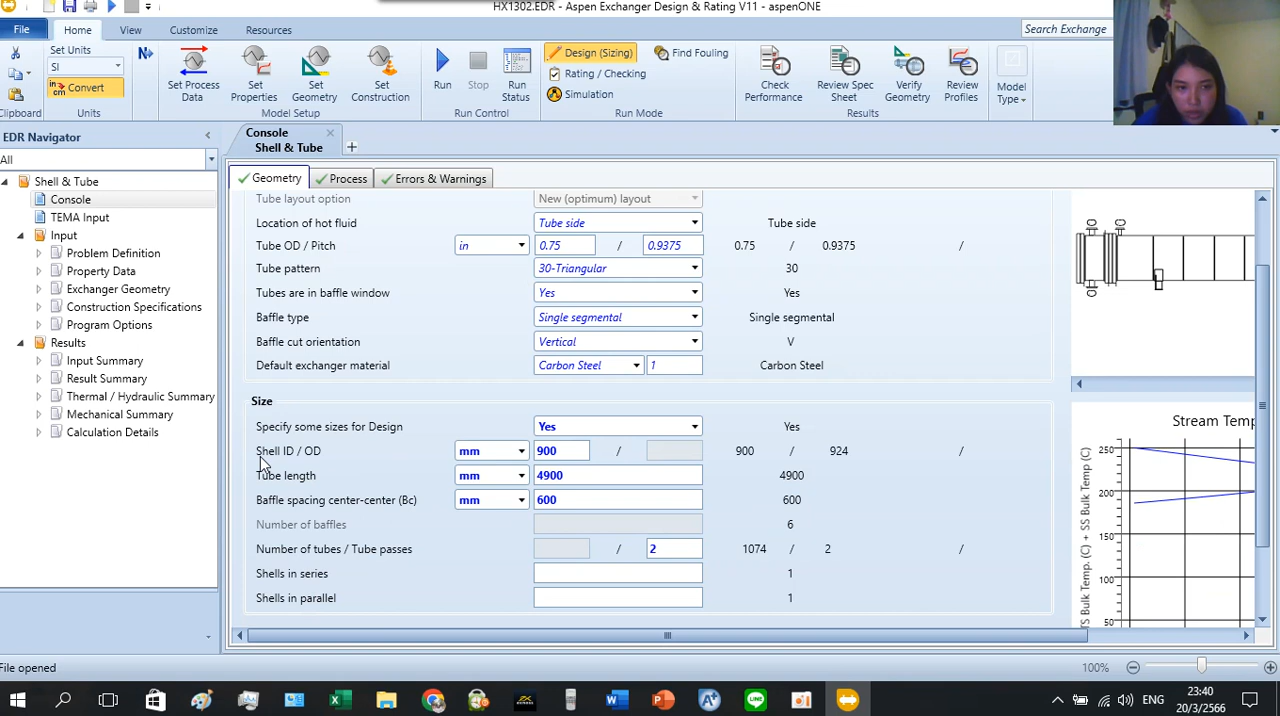 HX1302.EDR - Aspen Exchanger Design & Rating V11 - aspenONE
File
Home
View
Customize
Resources
Search Exchange
Set Units
SI
Convert
Clipboard
Units
Set Process Data
Set Properties
Set Geometry
Set Construction
Model Setup
Run
Stop
Run Status
Run Control
Design (Sizing)
Find Fouling
Rating / Checking
Simulation
Run Mode
Check Performance
Review Spec Sheet
Verify Geometry
Review Profiles
Results
Model Type
EDR Navigator
All
Shell & Tube
Console
TEMA Input
Input
Problem Definition
Property Data
Exchanger Geometry
Construction Specifications
Program Options
Results
Input Summary
Result Summary
Thermal / Hydraulic Summary
Mechanical Summary
Calculation Details
Console
Shell & Tube
Geometry
Process
Errors & Warnings
Tube layout option New (optimum) layout
Location of hot fluid Tube side Tube side
Tube OD / Pitch in 0.75 / 0.9375 0.75 / 0.9375 /
Tube pattern 30-Triangular 30
Tubes are in baffle window Yes Yes
Baffle type Single segmental Single segmental
Baffle cut orientation Vertical V
Default exchanger material Carbon Steel 1 Carbon Steel
Size
Specify some sizes for Design Yes Yes
Shell ID / OD mm 900 / 900 / 924
Tube length mm 4900 4900
Baffle spacing center-center (Bc) mm 600 600
Number of baffles 6
Number of tubes / Tube passes / 2 1074 / 2 /
Shells in series 1
Shells in parallel 1
Stream Temp
TS Bulk Temp. (C) + SS Bulk Temp (C)
250
200
150
100
50
File opened
100%
ENG
23:40
20/3/2566